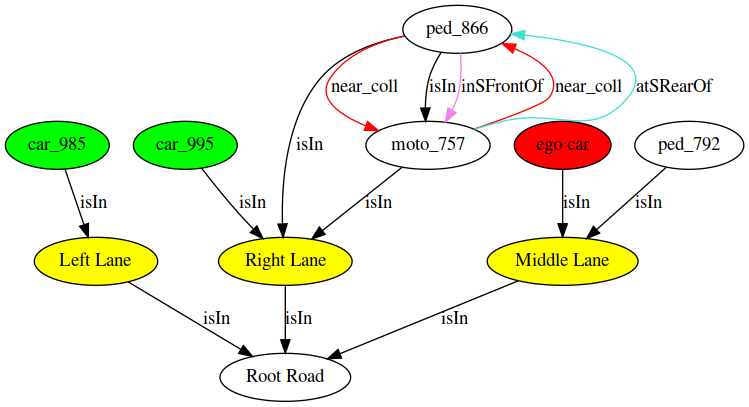 ped_866
near_coll
isIn
inSFrontOf
near_coll
atSRearOf
isIn
car_985
car_995
moto_757
ego car
ped_792
isIn
isIn
isIn
isIn
isIn
Left Lane
Right Lane
Middle Lane
isIn
isIn
isIn
Root Road